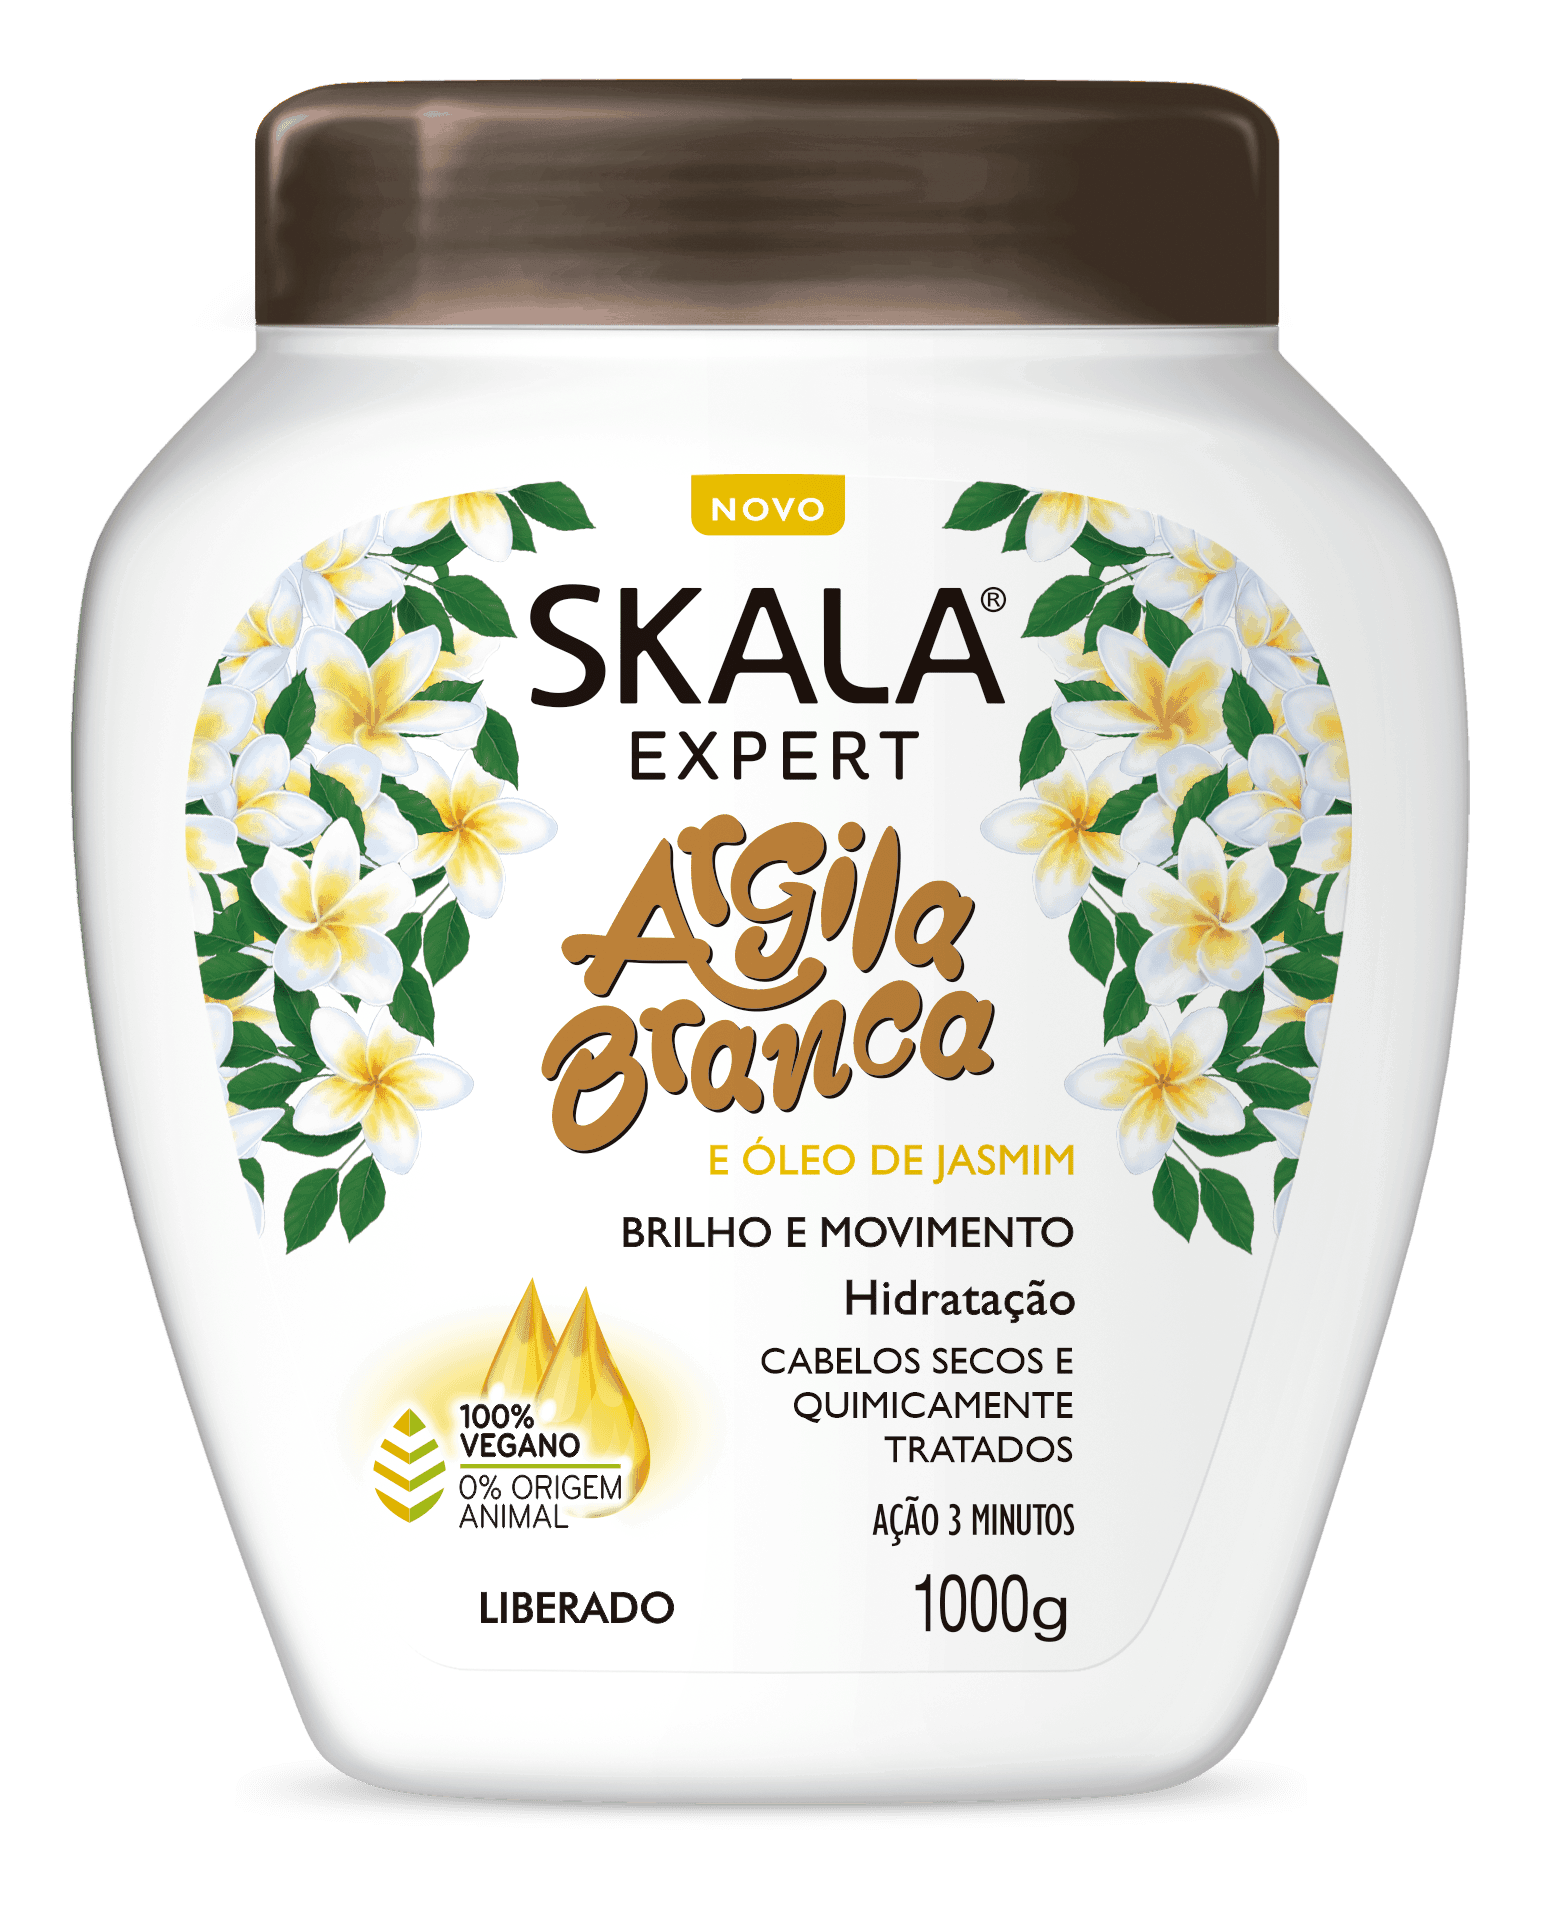 NOVO
SKALA®
EXPERT
Argila
Branca
E ÓLEO DE JASMIM
BRILHO E MOVIMENTO
Hidratação
CABELOS SECOS E
QUIMICAMENTE
TRATADOS
AÇÃO 3 MINUTOS
1000g
100%
VEGANO
0% ORIGEM
ANIMAL
LIBERADO